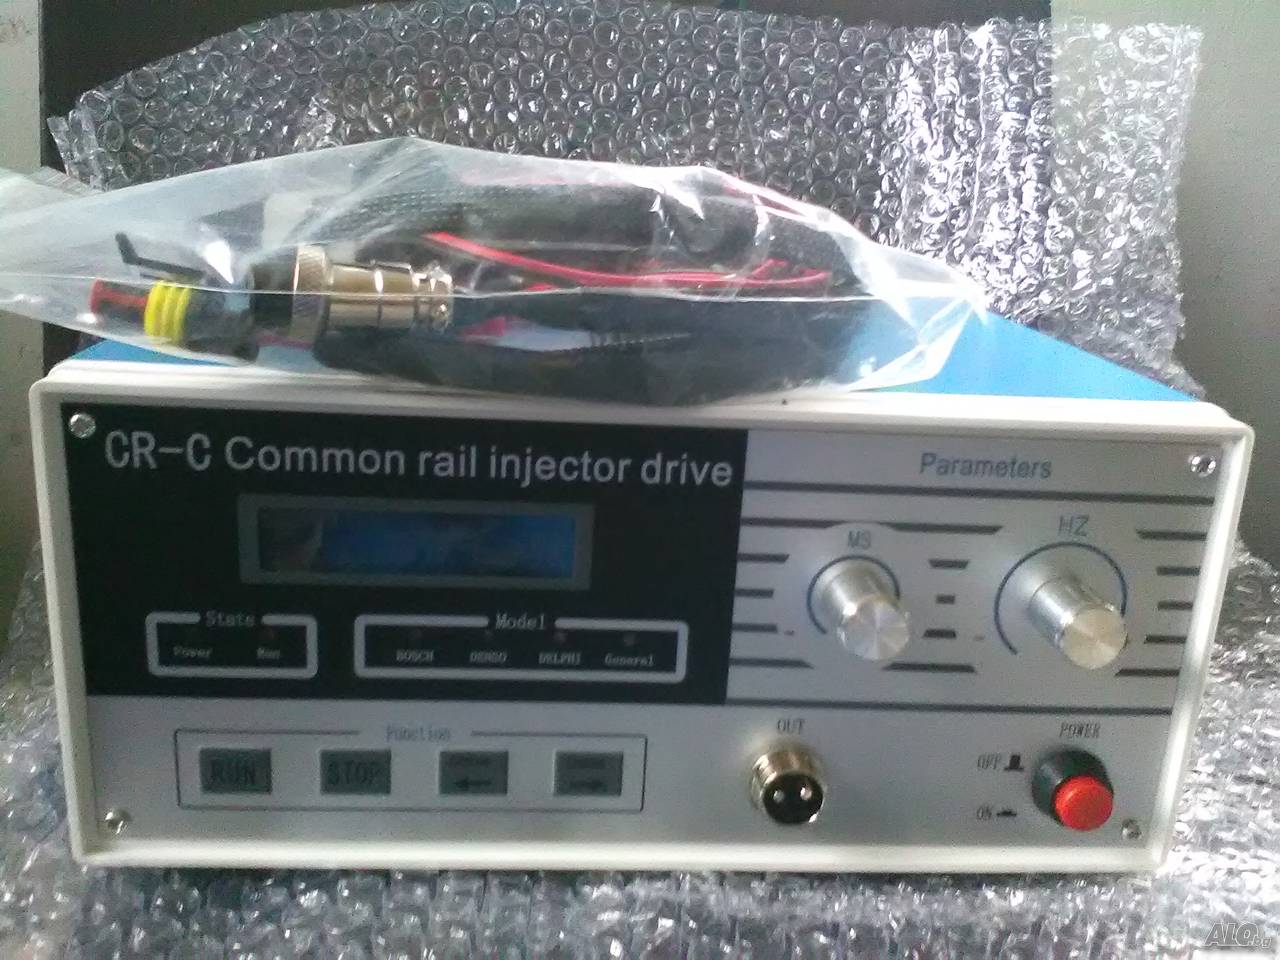 CR-C Common rail injector drive
Parameters
MS
HZ
State
Power
Run
Model
BOSCH
DENSO
DELPHI
General
Function
RUN
STOP
OUT
POWER
OFF
ON
ALO.bg